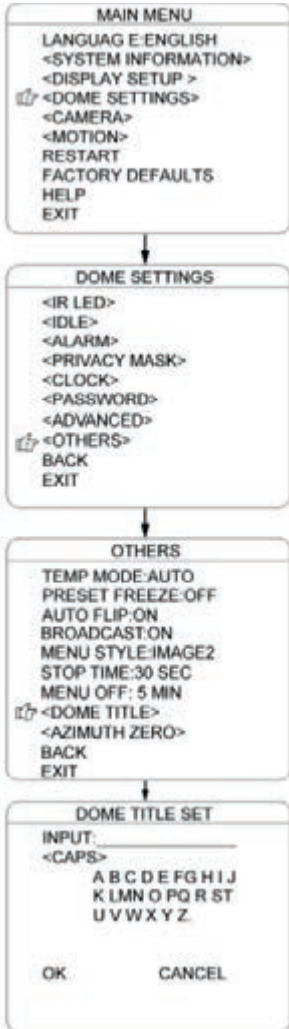 MAIN MENU
LANGUAG E:ENGLISH
<SYSTEM INFORMATION>
<DISPLAY SETUP >
<DOME SETTINGS>
<CAMERA>
<MOTION>
RESTART
FACTORY DEFAULTS
HELP
EXIT
DOME SETTINGS
<IR LED>
<IDLE>
<ALARM>
<PRIVACY MASK>
<CLOCK>
<PASSWORD>
<ADVANCED>
<OTHERS>
BACK
EXIT
OTHERS
TEMP MODE:AUTO
PRESET FREEZE:OFF
AUTO FLIP:ON
BROADCAST:ON
MENU STYLE:IMAGE2
STOP TIME:30 SEC
MENU OFF: 5 MIN
<DOME TITLE>
<AZIMUTH ZERO>
BACK
EXIT
DOME TITLE SET
INPUT:
<CAPS>
A B C D E FG H I J
K LMN O PQ R ST
U V W X Y Z.
OK CANCEL